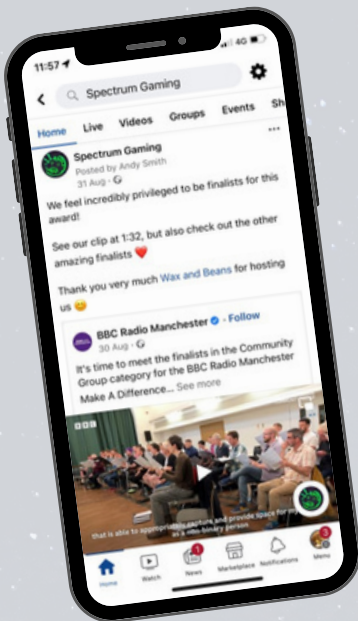 11:57
4G
Spectrum Gaming
Home Live Videos Groups Events Sh
Spectrum Gaming
Posted by Andy Smith
31 Aug ·
We feel incredibly privileged to be finalists for this
award!
See our clip at 1:32, but also check out the other
amazing finalists ❤️
Thank you very much Wax and Beans for hosting
us 😊
BBC Radio Manchester · Follow
30 Aug ·
It's time to meet the finalists in the Community
Group category for the BBC Radio Manchester
Make A Difference... See more
BBC
that is able to appropriately capture and provide space for my
as a non-binary person
Home Watch News Marketplace Notifications Menu
1
3